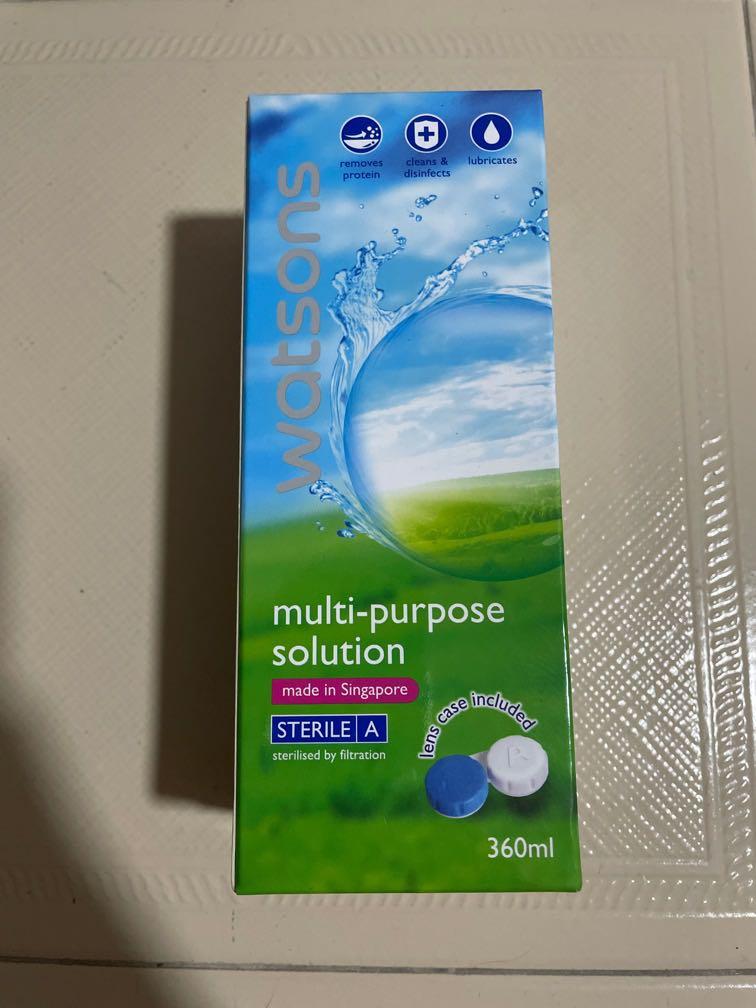 removes
protein
cleans &
disinfects
lubricates
watsons
multi-purpose
solution
made in Singapore
STERILE A
sterilised by filtration
lens case included
R
360ml